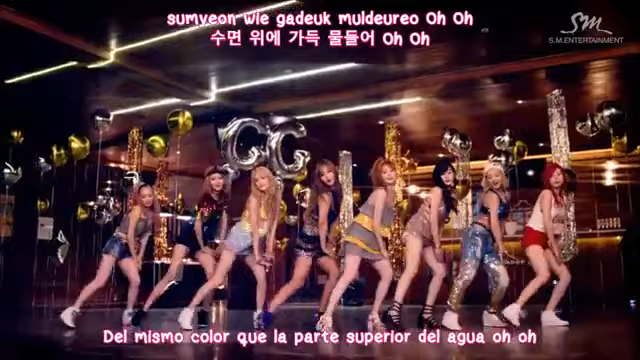 sumyeon wie gadeuk muldeureo Oh Oh
수면 위에 가득 물들어 Oh Oh
SM
S.M.ENTERTAINMENT
GG
Del mismo color que la parte superior del agua oh oh